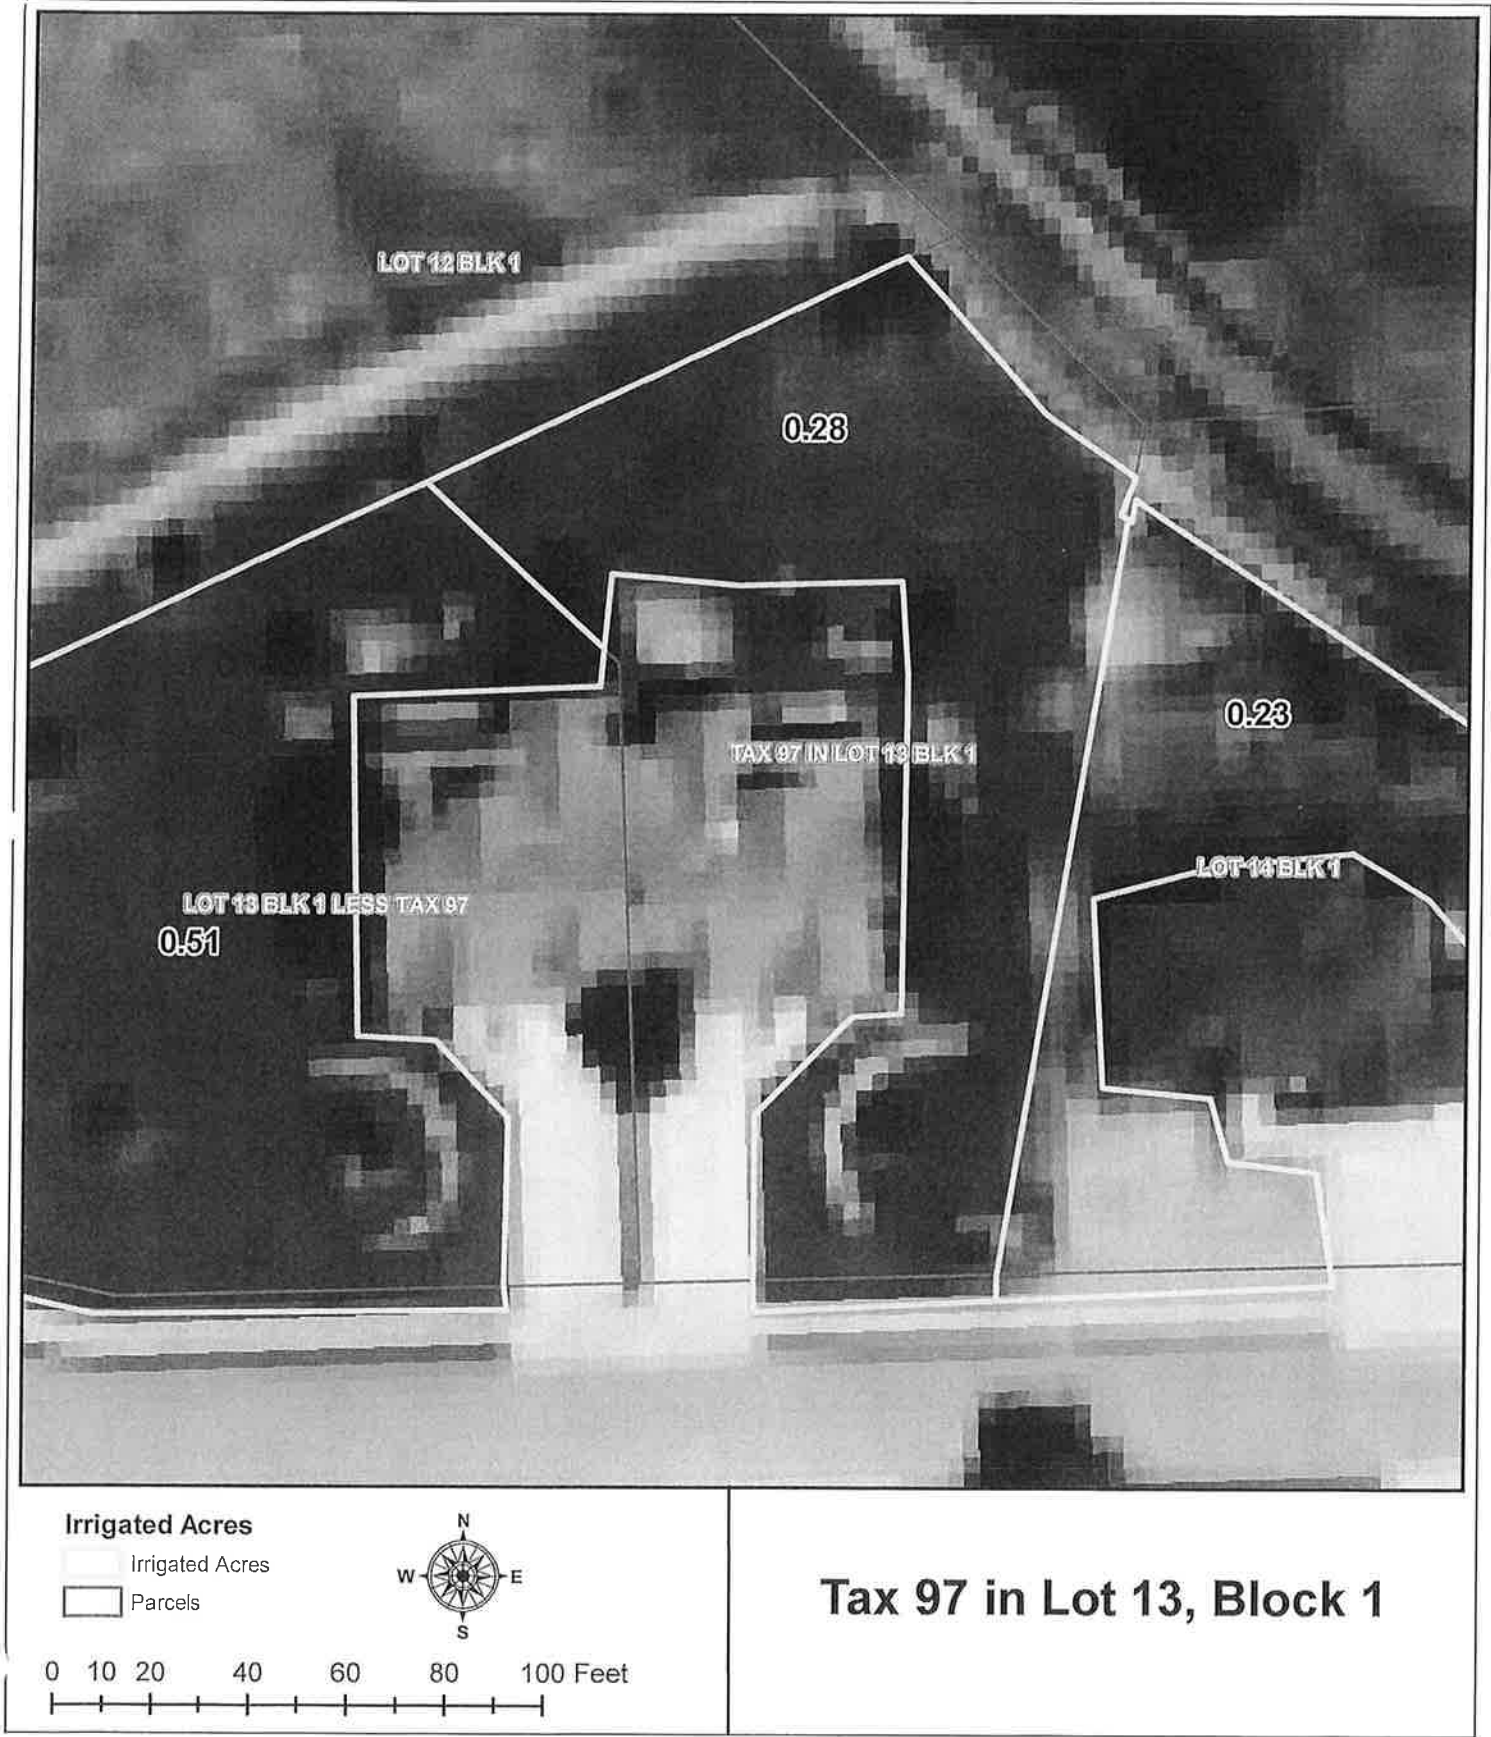 LOT 12 BLK 1
0.28
0.23
TAX 97 IN LOT 13 BLK 1
LOT 14 BLK 1
LOT 13 BLK 1 LESS TAX 97
0.51
Irrigated Acres
Irrigated Acres
Parcels
N
W E
S
0 10 20 40 60 80 100 Feet
Tax 97 in Lot 13, Block 1